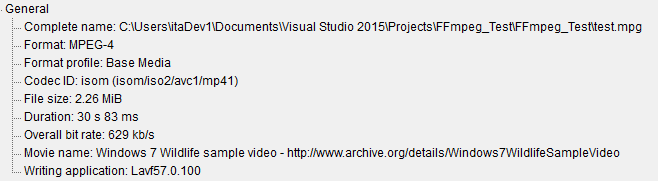 General
Complete name: C:\Users\itaDev1\Documents\Visual Studio 2015\Projects\FFmpeg_Test\FFmpeg_Test\test.mpg
Format: MPEG-4
Format profile: Base Media
Codec ID: isom (isom/iso2/avc1/mp41)
File size: 2.26 MiB
Duration: 30 s 83 ms
Overall bit rate: 629 kb/s
Movie name: Windows 7 Wildlife sample video - http://www.archive.org/details/Windows7WildlifeSampleVideo
Writing application: Lavf57.0.100